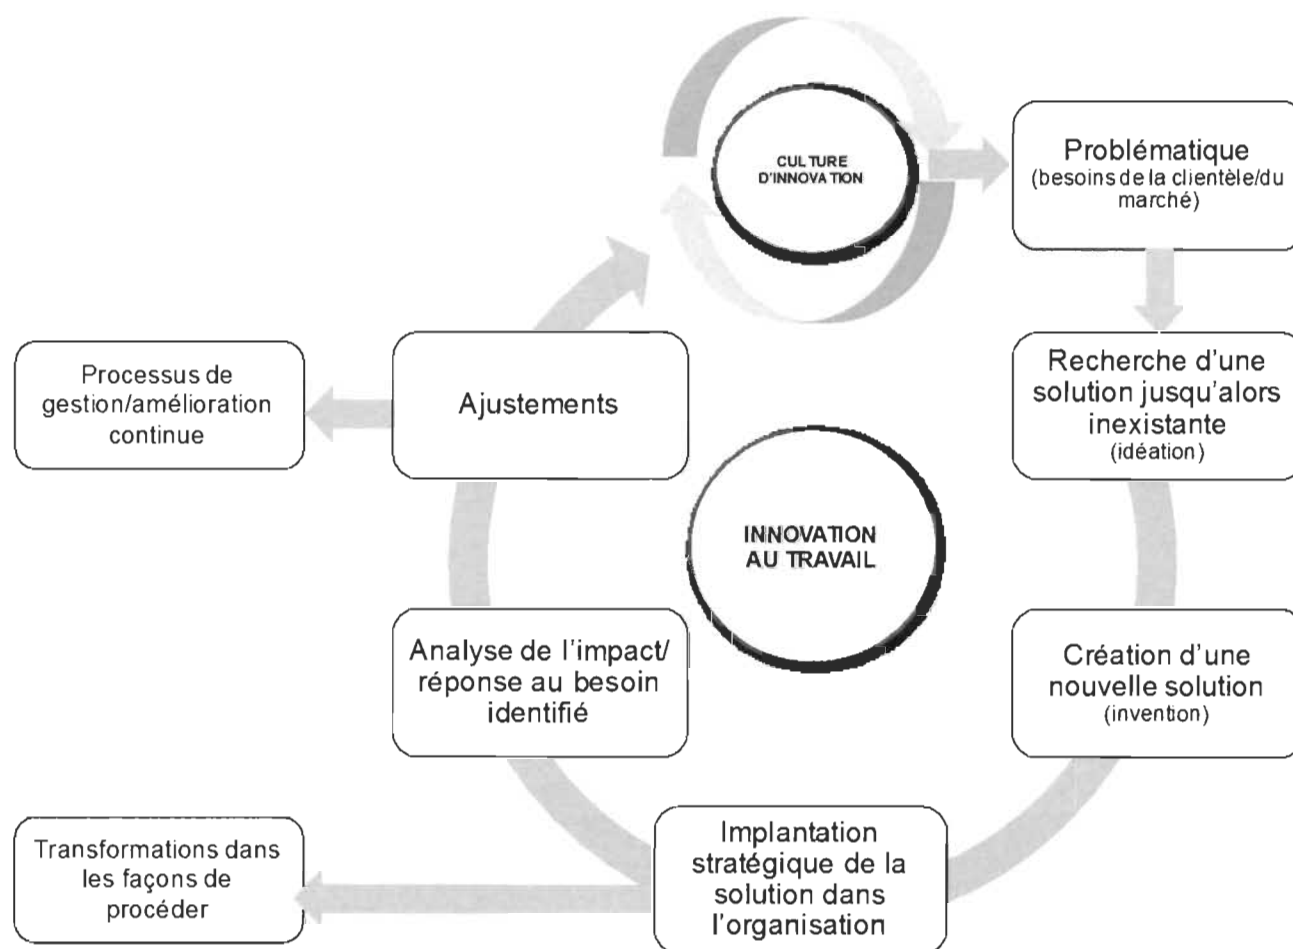 CULTURE
D'INNOVATION
Problématique
(besoins de la clientèle/du
marché)
Recherche d'une
solution jusqu'alors
inexistante
(idéation)
Création d'une
nouvelle solution
(invention)
Implantation
stratégique de la
solution dans
l'organisation
Transformations dans
les façons de
procéder
Analyse de l'impact/
réponse au besoin
identifié
Ajustements
Processus de
gestion/amélioration
continue
INNOVATION
AU TRAVAIL